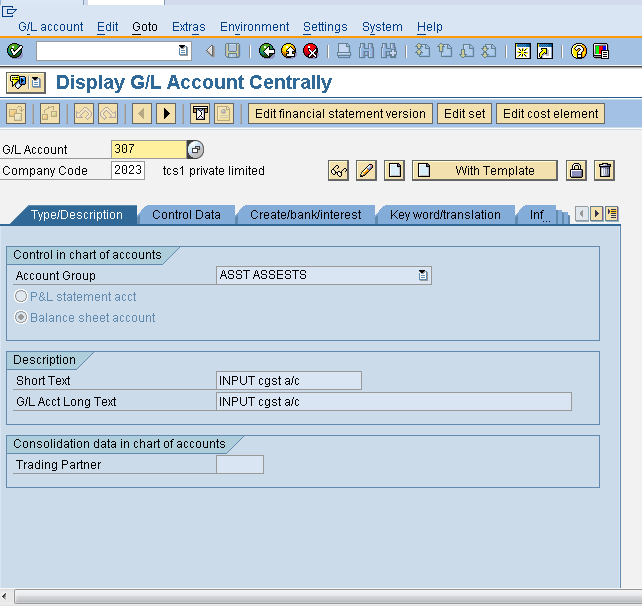 G/L account Edit Goto Extras Environment Settings System Help
Display G/L Account Centrally
Edit financial statement version Edit set Edit cost element
G/L Account 307
Company Code 2023 tcs1 private limited With Template
Type/Description Control Data Create/bank/interest Key word/translation Inf...
Control in chart of accounts
Account Group ASST ASSESTS
P&L statement acct
Balance sheet account
Description
Short Text INPUT cgst a/c
G/L Acct Long Text INPUT cgst a/c
Consolidation data in chart of accounts
Trading Partner